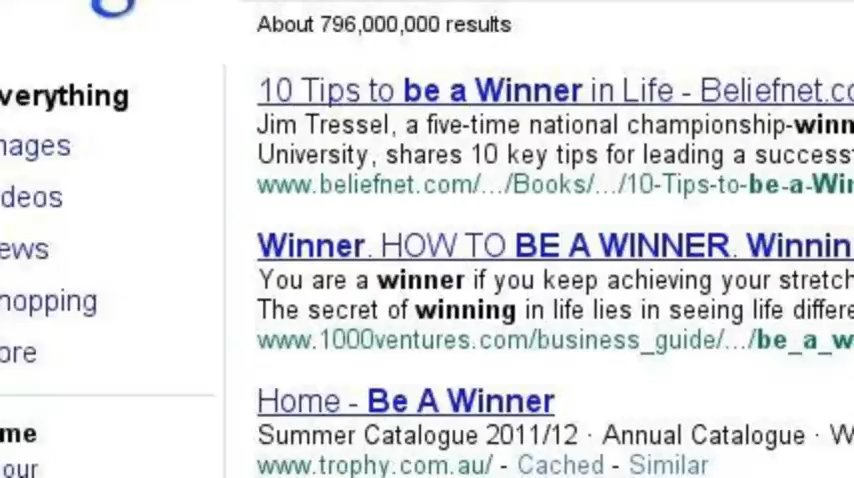 About 796,000,000 results
verything
mages
deos
ews
hopping
ore
me
our
10 Tips to be a Winner in Life - Beliefnet.co
Jim Tressel, a five-time national championship-winn
University, shares 10 key tips for leading a success
www.beliefnet.com/.../Books/.../10-Tips-to-be-a-Win
Winner. HOW TO BE A WINNER. Winnin
You are a winner if you keep achieving your stretch
The secret of winning in life lies in seeing life differe
www.1000ventures.com/business_guide/.../be_a_w
Home - Be A Winner
Summer Catalogue 2011/12 · Annual Catalogue · W
www.trophy.com.au/ - Cached - Similar